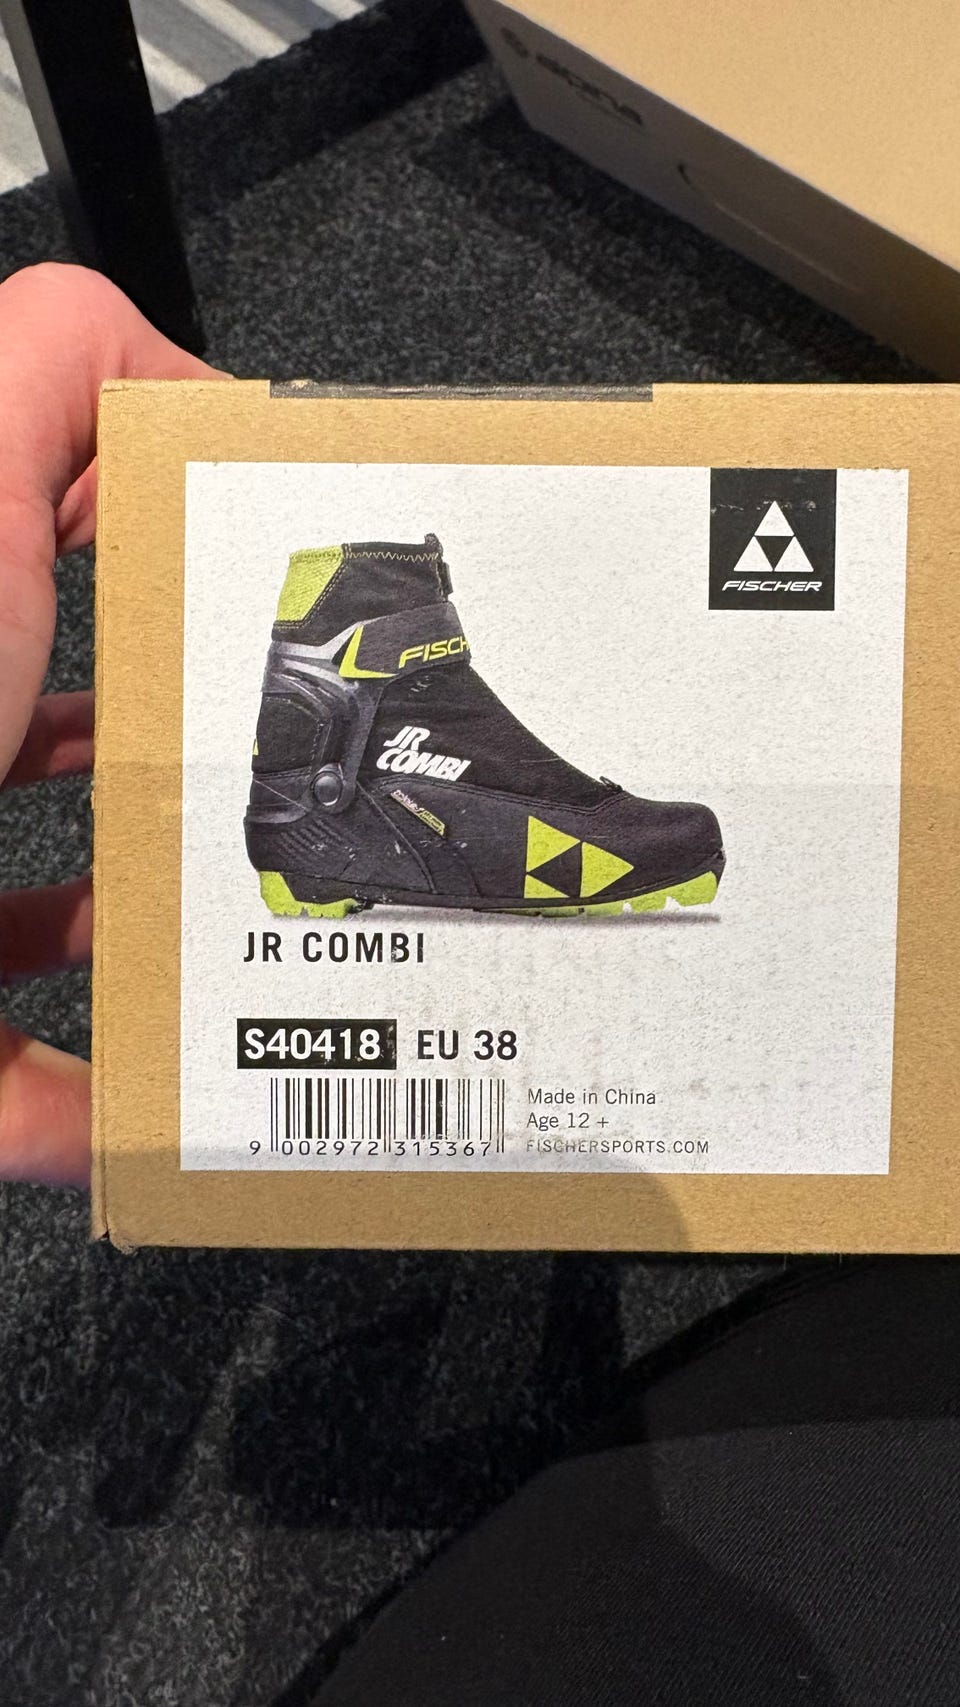 alpina
FISCHER
FISCH
JR
COMBI
JR COMBI
S40418 EU 38
Made in China
Age 12 +
9 002972 315367
FISCHERSPORTS.COM